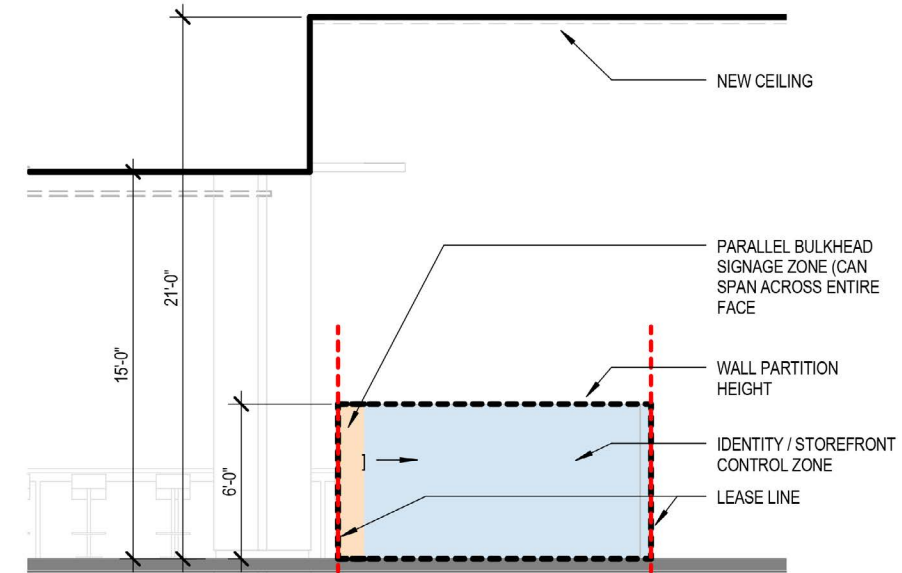 NEW CEILING
PARALLEL BULKHEAD
SIGNAGE ZONE (CAN
SPAN ACROSS ENTIRE
FACE
WALL PARTITION
HEIGHT
IDENTITY / STOREFRONT
CONTROL ZONE
LEASE LINE
21'-0"
15'-0"
6'-0"